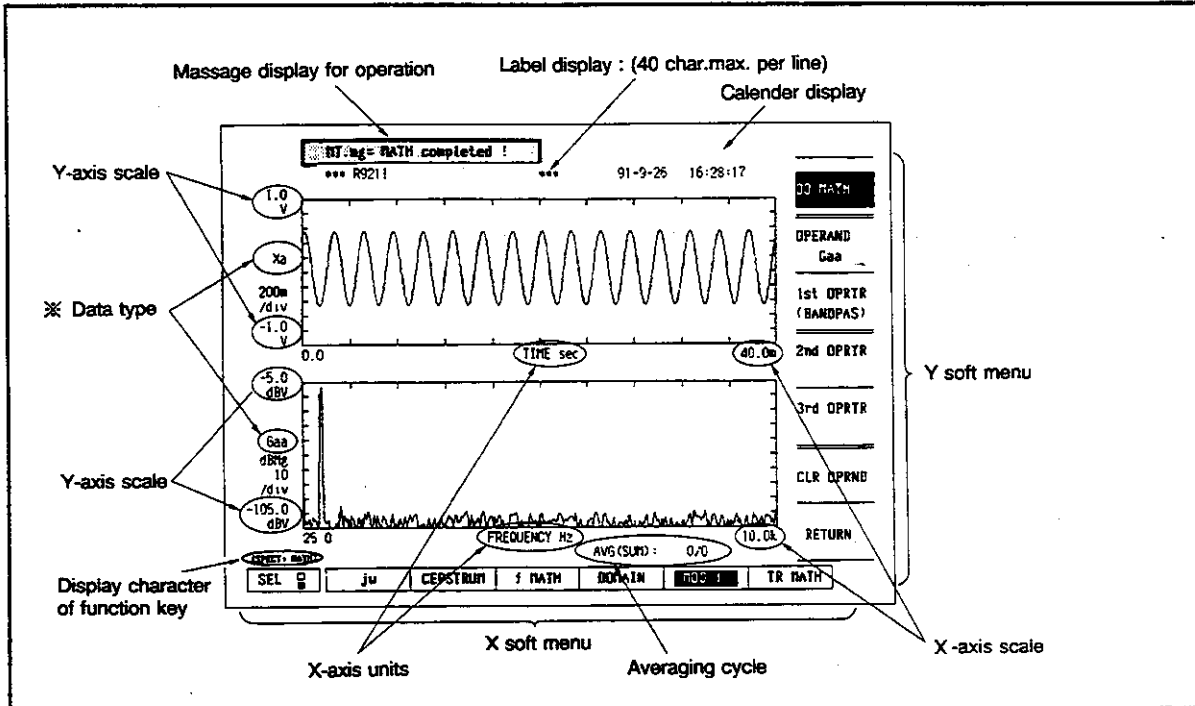 Massage display for operation
Label display : (40 char.max. per line)
Calender display
MATH completed !
*** R9211 ***
91-9-26 16:28:17
Y-axis scale
1.0
V
Xa
※ Data type
200m
/div
-1.0
V
0.0
TIME sec
40.0m
-5.0
dBV
Gaa
dBMg
10
/div
Y-axis scale
-105.0
dBV
25 0
FREQUENCY Hz
10.0k
AVG(SUM): 0/0
MATH
OPERAND
Gaa
1st OPRTR
(BANDPAS)
2nd OPRTR
3rd OPRTR
CLR OPRND
RETURN
Y soft menu
SEL
jω
CEPSTRUM
f MATH
DOMAIN
TR MATH
Display character
of function key
X soft menu
X-axis units
Averaging cycle
X-axis scale